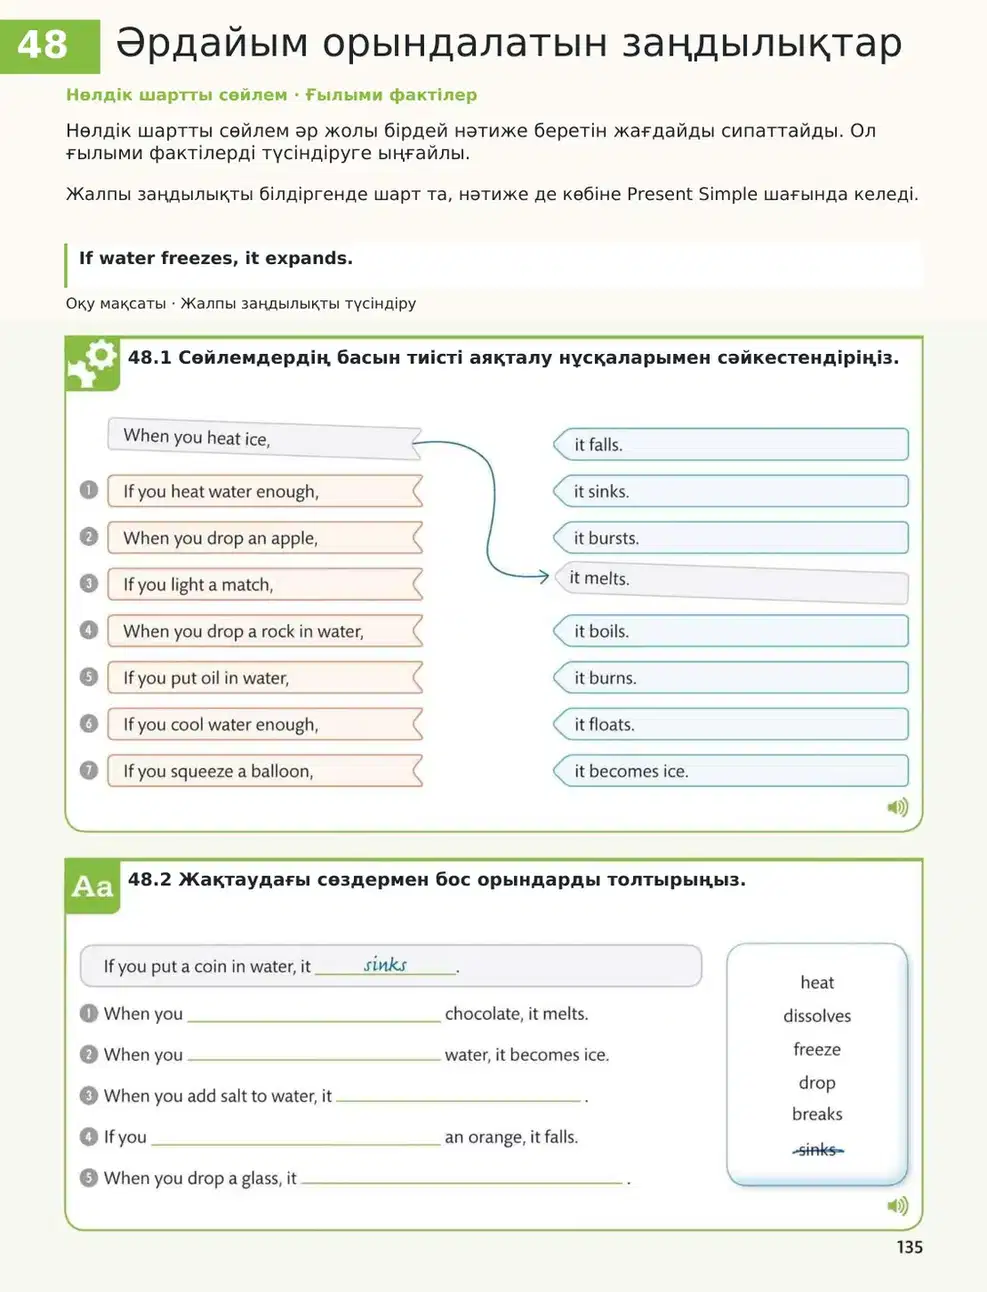 48 Әрдайым орындалатын заңдылықтар
Нөлдік шартты сөйлем · Ғылыми фактілер
Нөлдік шартты сөйлем әр жолы бірдей нәтиже беретін жағдайды сипаттайды. Ол
ғылыми фактілерді түсіндіруге ыңғайлы.
Жалпы заңдылықты білдіргенде шарт та, нәтиже де көбіне Present Simple шағында келеді.
If water freezes, it expands.
Оқу мақсаты · Жалпы заңдылықты түсіндіру
48.1 Сөйлемдердің басын тиісті аяқталу нұсқаларымен сәйкестендіріңіз.
When you heat ice,
it falls.
1 If you heat water enough,
it sinks.
2 When you drop an apple,
it bursts.
3 If you light a match,
it melts.
4 When you drop a rock in water,
it boils.
5 If you put oil in water,
it burns.
6 If you cool water enough,
it floats.
7 If you squeeze a balloon,
it becomes ice.
Aa 48.2 Жақтаудағы сөздермен бос орындарды толтырыңыз.
If you put a coin in water, it sinks.
1 When you ____ chocolate, it melts.
2 When you ____ water, it becomes ice.
3 When you add salt to water, it ____.
4 If you ____ an orange, it falls.
5 When you drop a glass, it ____.
heat
dissolves
freeze
drop
breaks
sinks
135